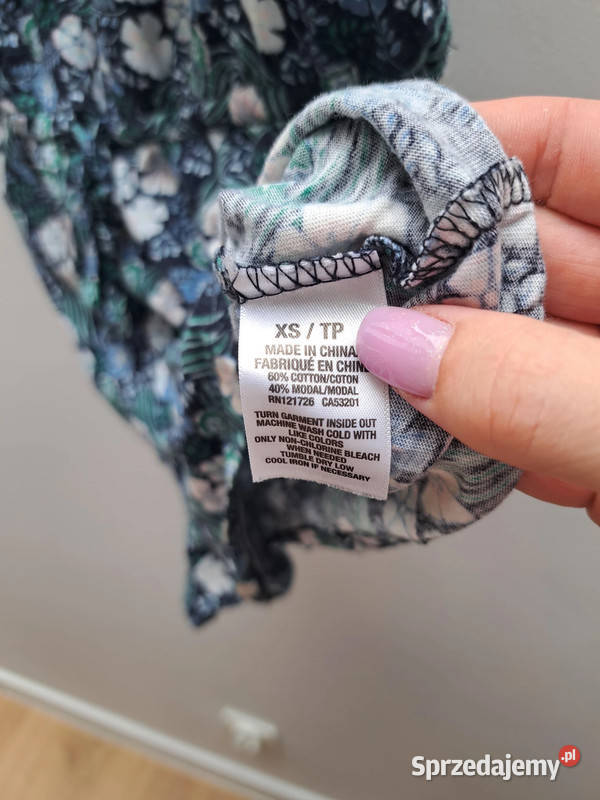 XS / TP
MADE IN CHINA
FABRIQUÉ EN CHINE
60% COTTON/COTON
40% MODAL/MODAL
RN121726 CA53201
TURN GARMENT INSIDE OUT
MACHINE WASH COLD WITH
LIKE COLORS
ONLY NON-CHLORINE BLEACH
WHEN NEEDED
TUMBLE DRY LOW
COOL IRON IF NECESSARY
Sprzedajemy.pl